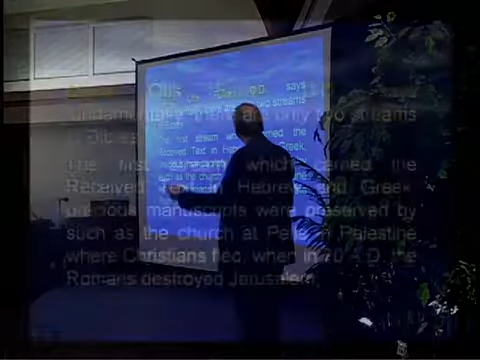 Otis Fuller, D.D. says
fundamentally, there are only two streams
of Bibles
The first stream which carried the
Received Text in Hebrew and Greek
precious manuscripts were preserved by
such as the church at Pella in Palestine
where Christians fled, when in 70 A.D. the
Romans destroyed Jerusalem,